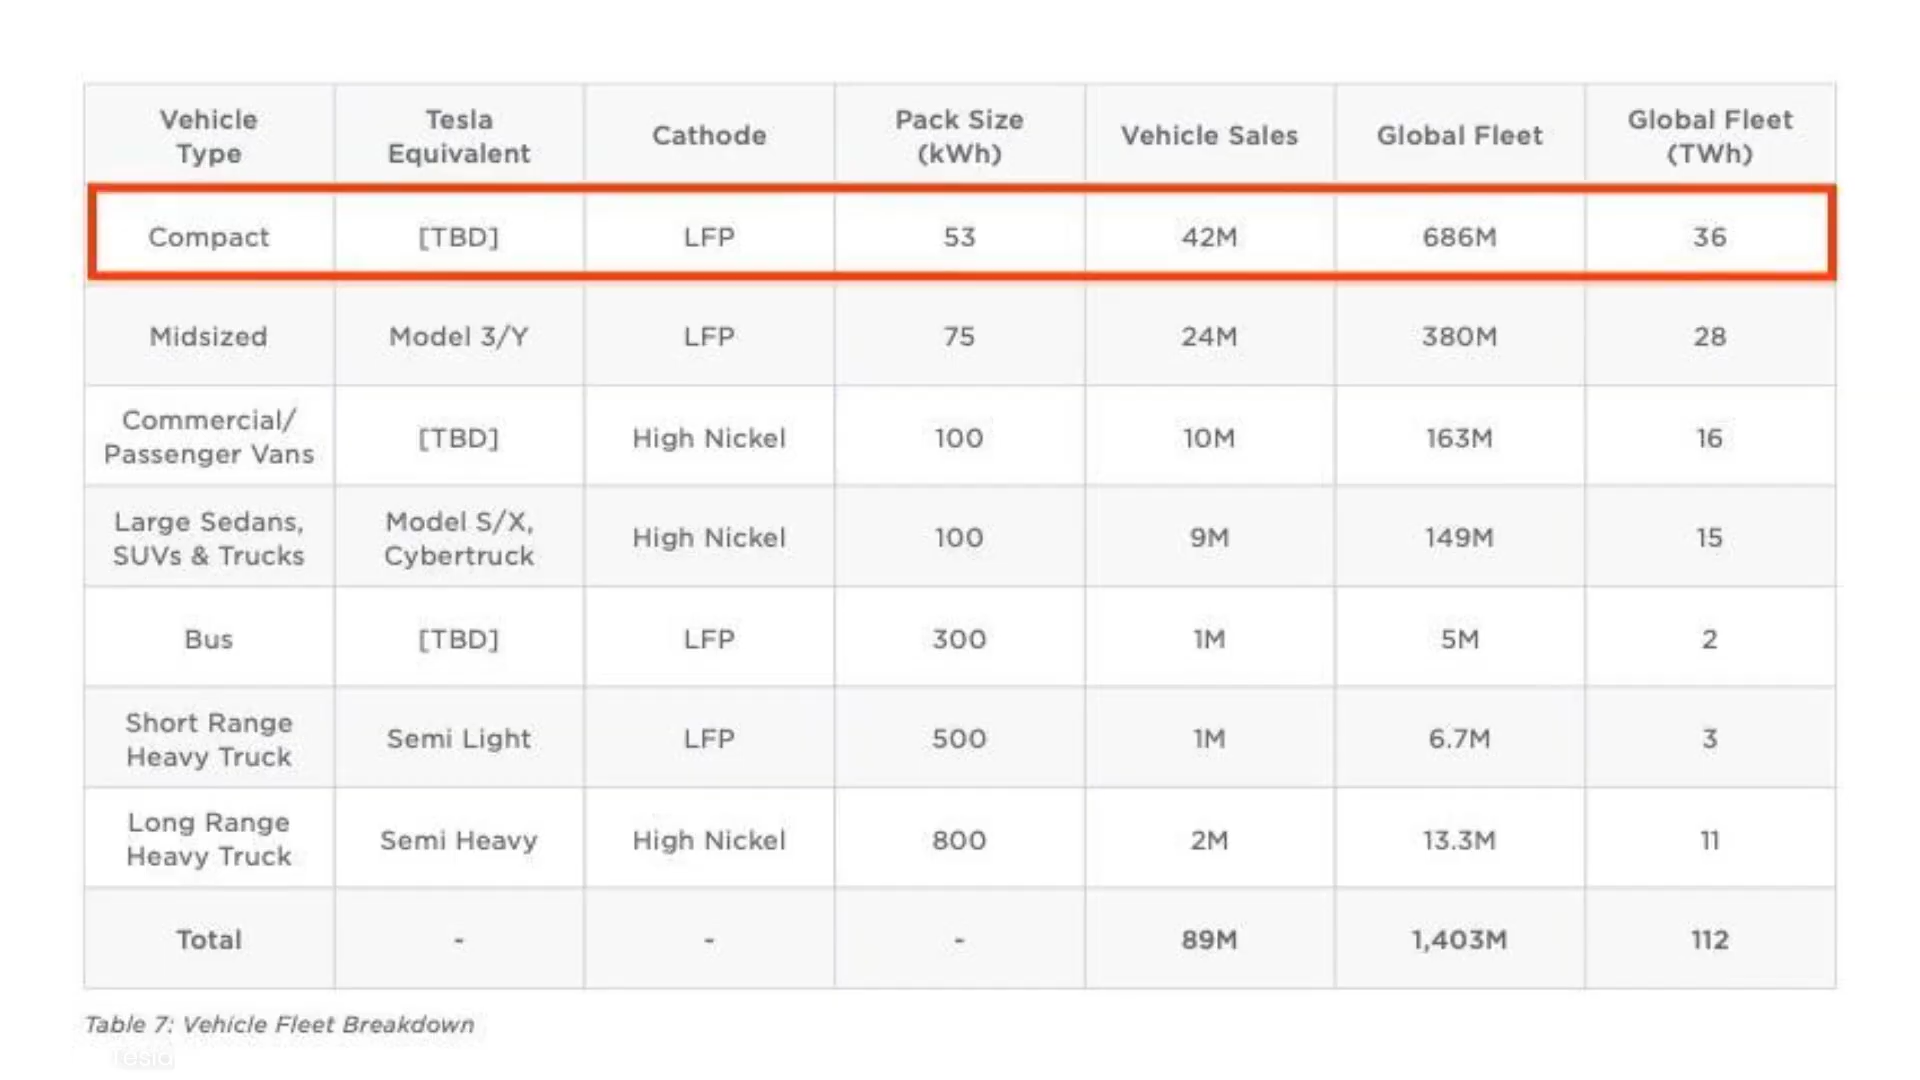 Vehicle Type
Tesla Equivalent
Cathode
Pack Size (kWh)
Vehicle Sales
Global Fleet
Global Fleet (TWh)
Compact
[TBD]
LFP
53
42M
686M
36
Midsized
Model 3/Y
LFP
75
24M
380M
28
Commercial/
Passenger Vans
[TBD]
High Nickel
100
10M
163M
16
Large Sedans,
SUVs & Trucks
Model S/X,
Cybertruck
High Nickel
100
9M
149M
15
Bus
[TBD]
LFP
300
1M
5M
2
Short Range
Heavy Truck
Semi Light
LFP
500
1M
6.7M
3
Long Range
Heavy Truck
Semi Heavy
High Nickel
800
2M
13.3M
11
Total
-
-
-
89M
1,403M
112
Table 7: Vehicle Fleet Breakdown
Tesla